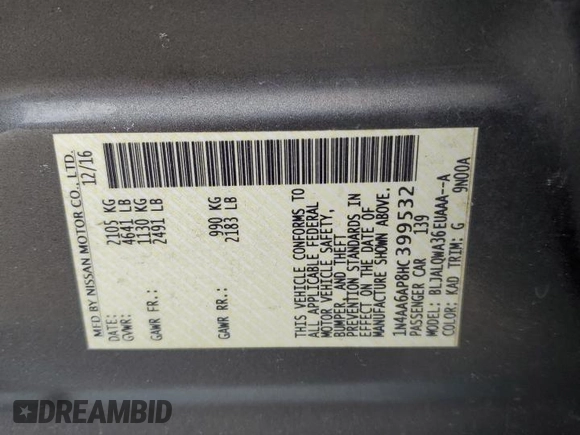 MFD BY NISSAN MOTOR CO., LTD.
12/16
GVWR: 2105 KG
4641 LB
GAWR FR.: 1130 KG
2491 LB
GAWR RR.: 990 KG
2183 LB
THIS VEHICLE CONFORMS TO
ALL APPLICABLE FEDERAL
MOTOR VEHICLE SAFETY,
BUMPER, AND THEFT
PREVENTION STANDARDS IN
EFFECT ON THE DATE OF
MANUFACTURE SHOWN ABOVE.
1N4AA6AP8HC399532
PASSENGER CAR 139
MODEL: BLJALQWA36EUAAA--A
COLOR: KAD TRIM: G 9N00A
DREAMBID